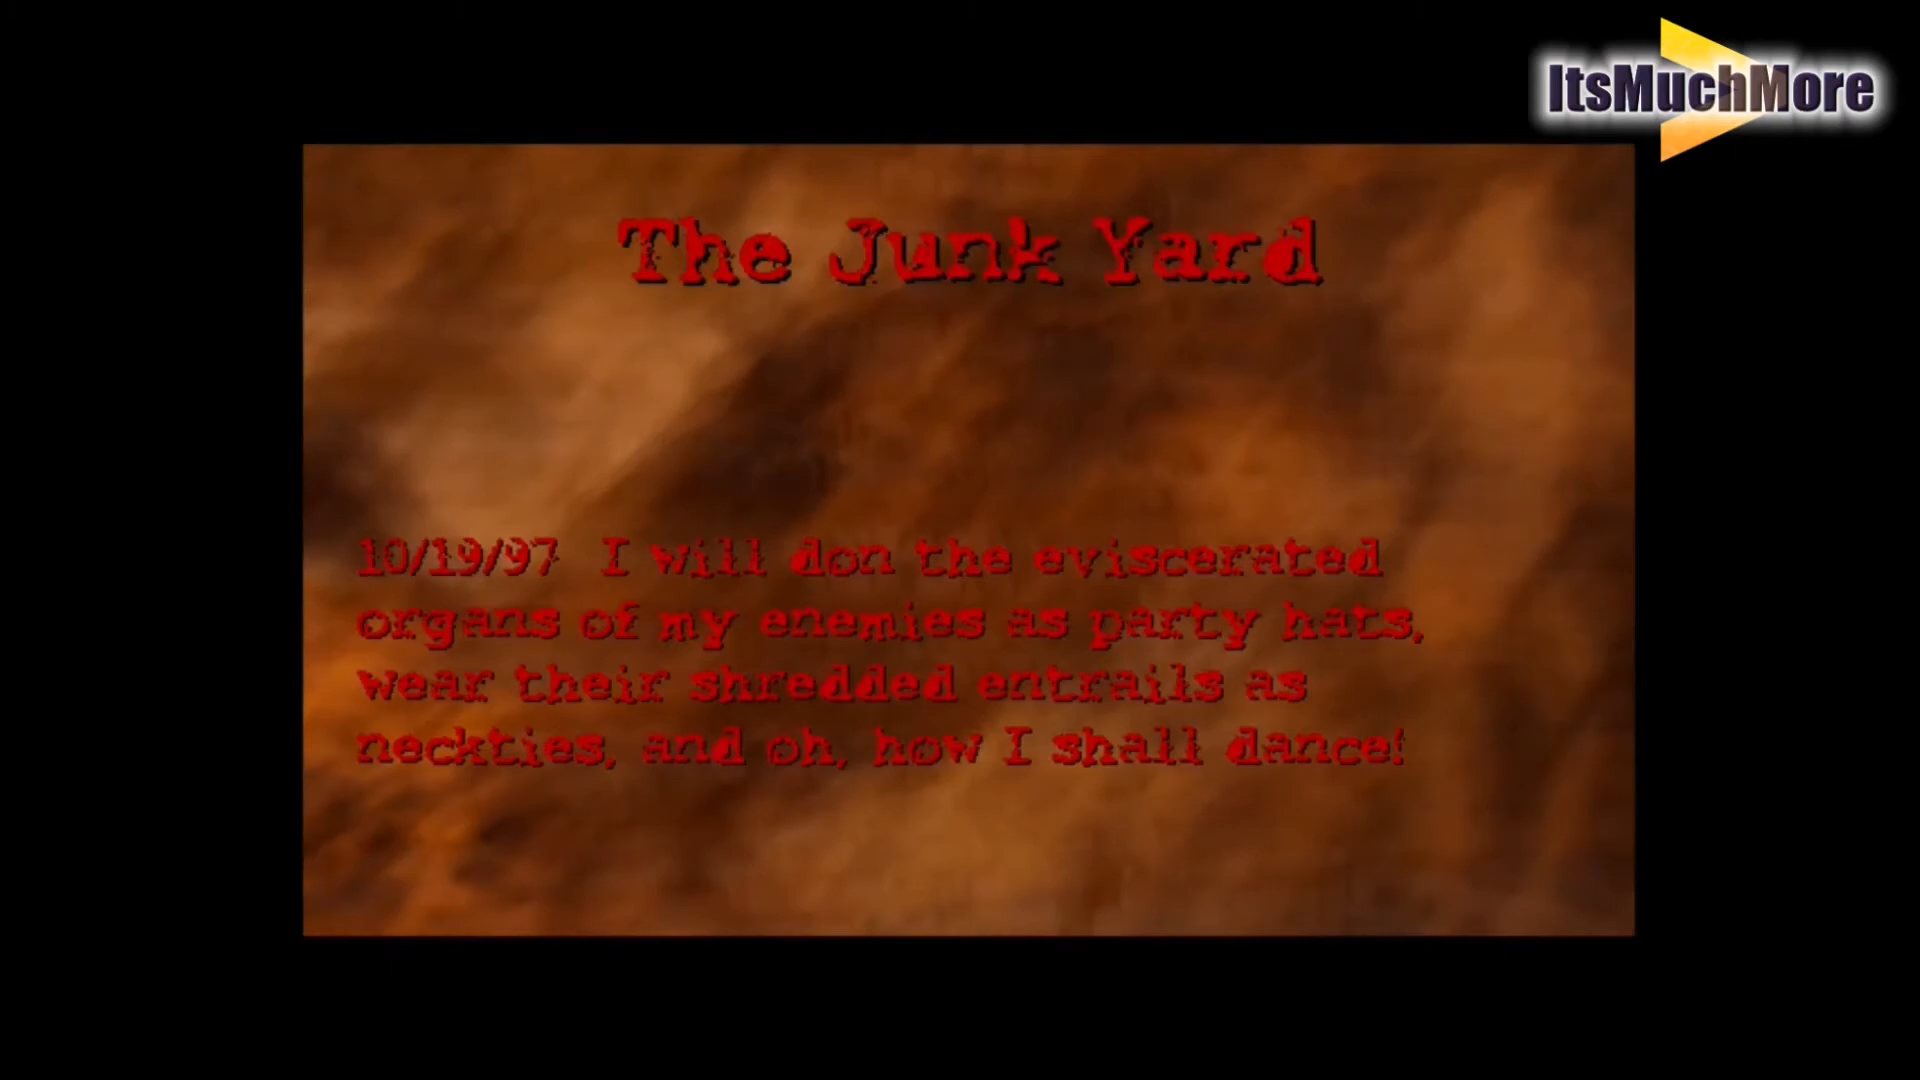 ItsMuchMore
The Junk Yard
10/19/97 I will don the eviscerated
organs of my enemies as party hats,
wear their shredded entrails as
neckties, and oh, how I shall dance!